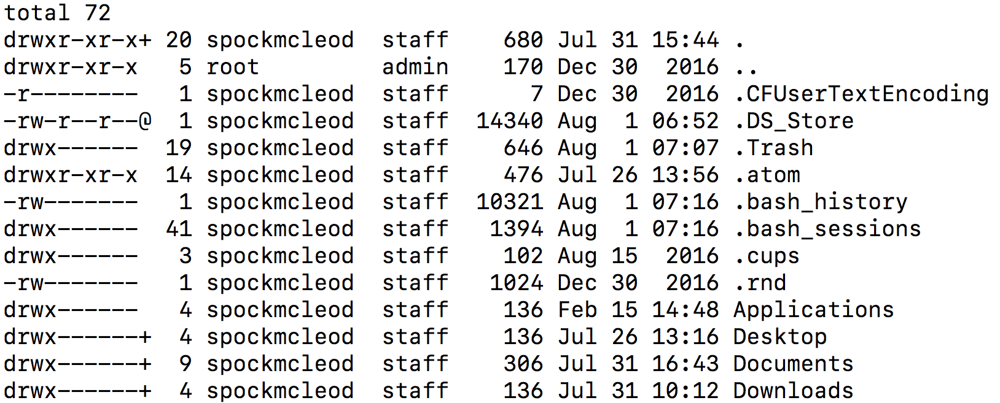 total 72
drwxr-xr-x+ 20 spockmcleod  staff    680 Jul 31 15:44 .
drwxr-xr-x   5 root         admin    170 Dec 30  2016 ..
-r--------   1 spockmcleod  staff      7 Dec 30  2016 .CFUserTextEncoding
-rw-r--r--@  1 spockmcleod  staff  14340 Aug  1 06:52 .DS_Store
drwx------  19 spockmcleod  staff    646 Aug  1 07:07 .Trash
drwxr-xr-x  14 spockmcleod  staff    476 Jul 26 13:56 .atom
-rw-------   1 spockmcleod  staff  10321 Aug  1 07:16 .bash_history
drwx------  41 spockmcleod  staff   1394 Aug  1 07:16 .bash_sessions
drwx------   3 spockmcleod  staff    102 Aug 15  2016 .cups
-rw-------   1 spockmcleod  staff   1024 Dec 30  2016 .rnd
drwx------   4 spockmcleod  staff    136 Feb 15 14:48 Applications
drwx------+  4 spockmcleod  staff    136 Jul 26 13:16 Desktop
drwx------+  9 spockmcleod  staff    306 Jul 31 16:43 Documents
drwx------+  4 spockmcleod  staff    136 Jul 31 10:12 Downloads